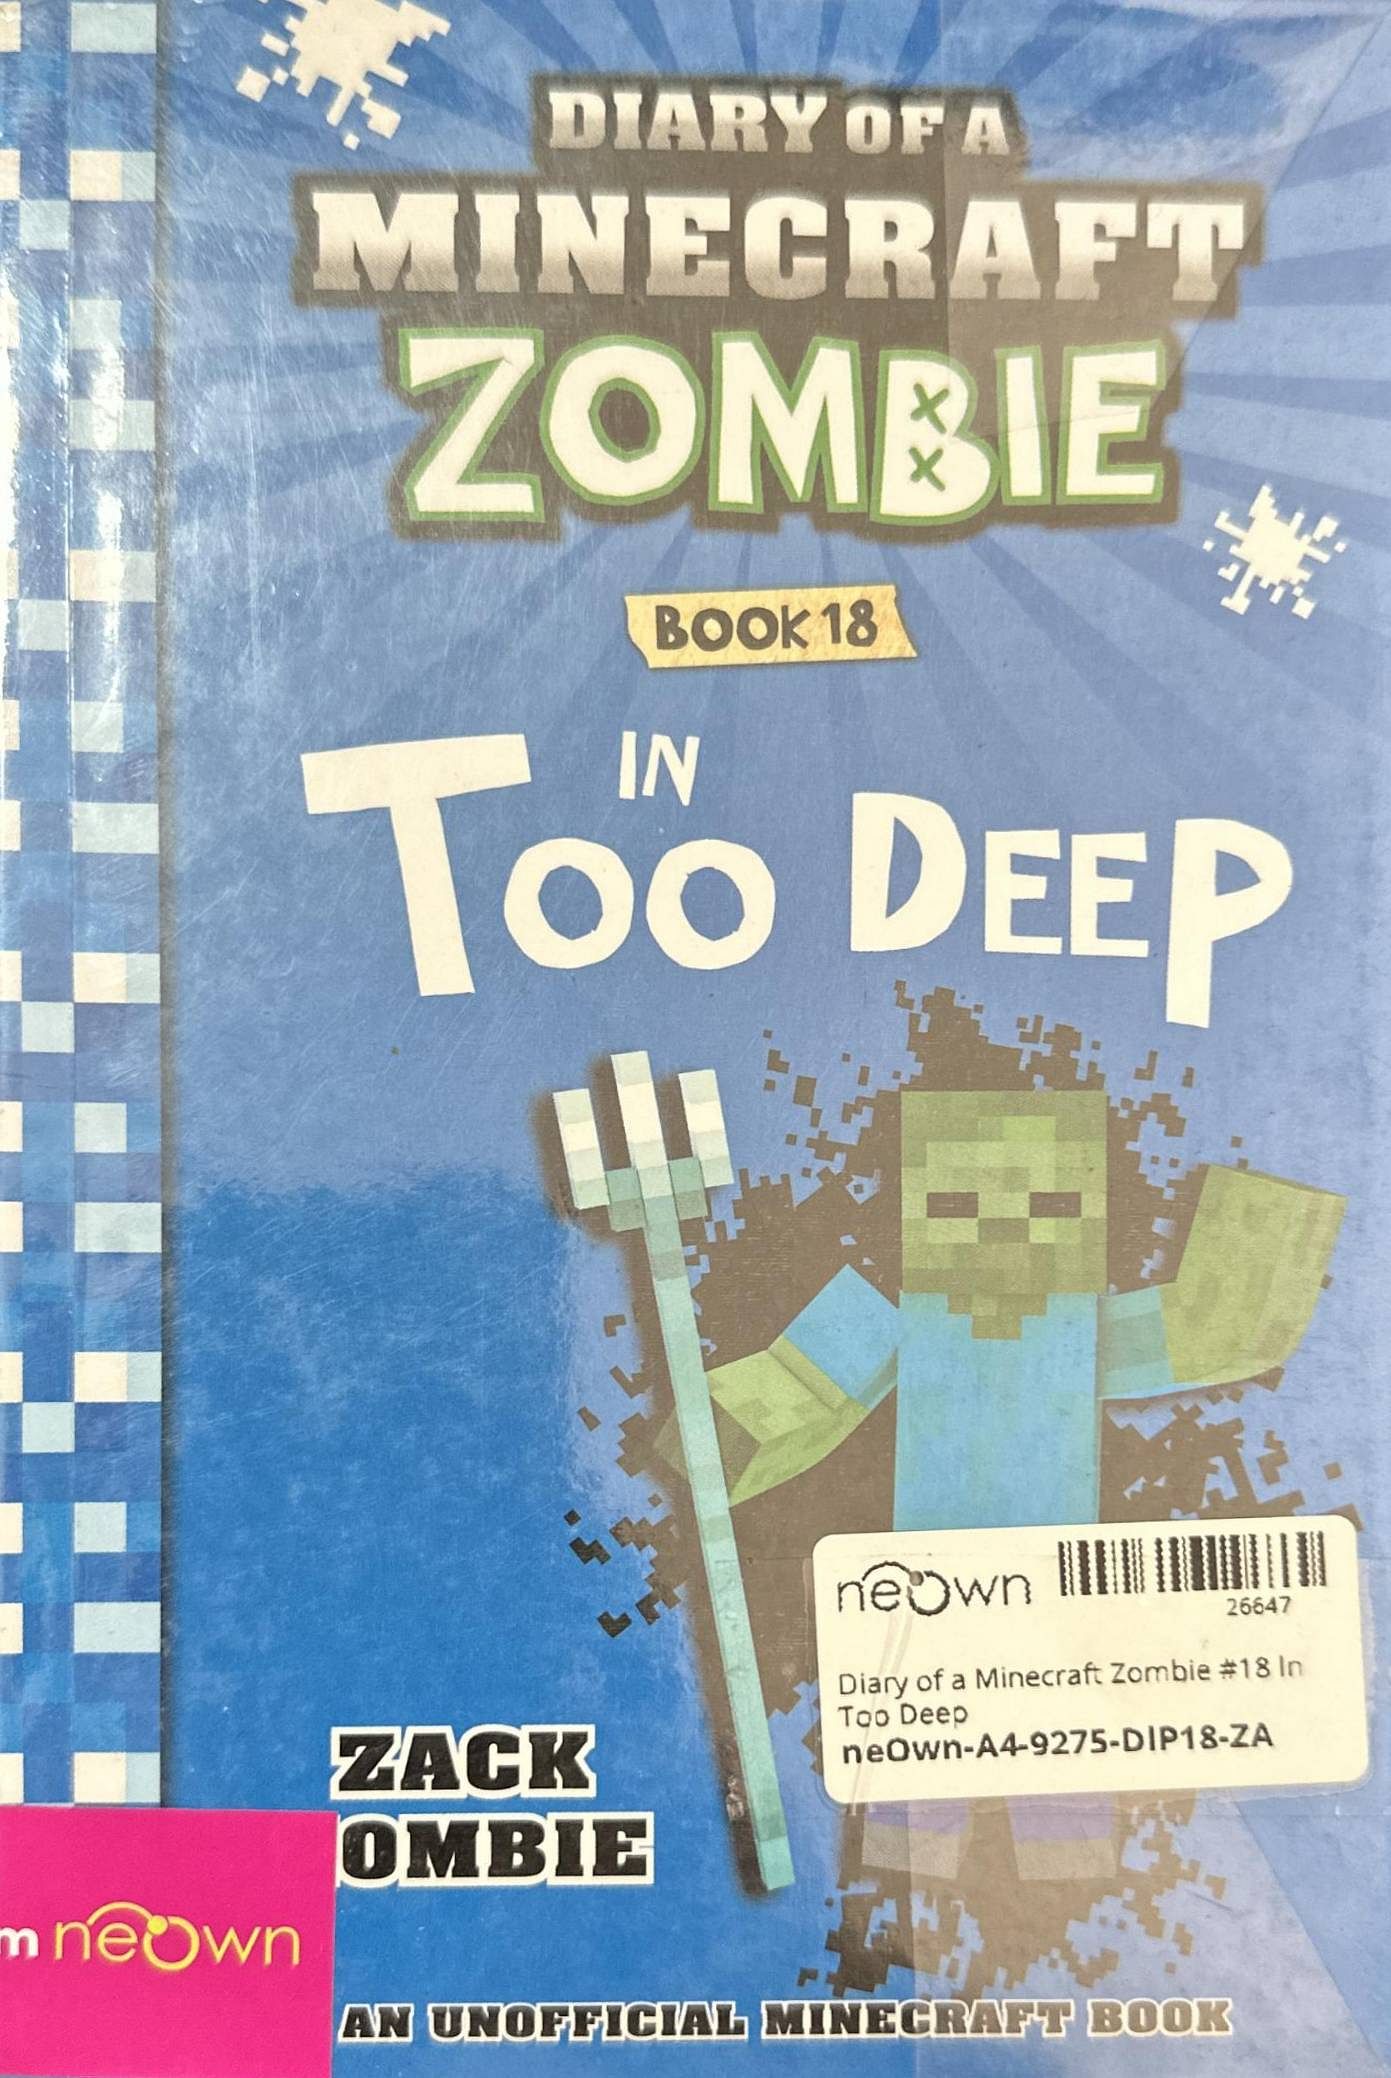 DIARY OF A
MINECRAFT
ZOMBIE
BOOK 18
IN
TOO DEEP
neOwn
26647
Diary of a Minecraft Zombie #18 In
Too Deep
neOwn-A4-9275-DIP18-ZA
ZACK
OMBIE
m neOwn
AN UNOFFICIAL MINECRAFT BOOK